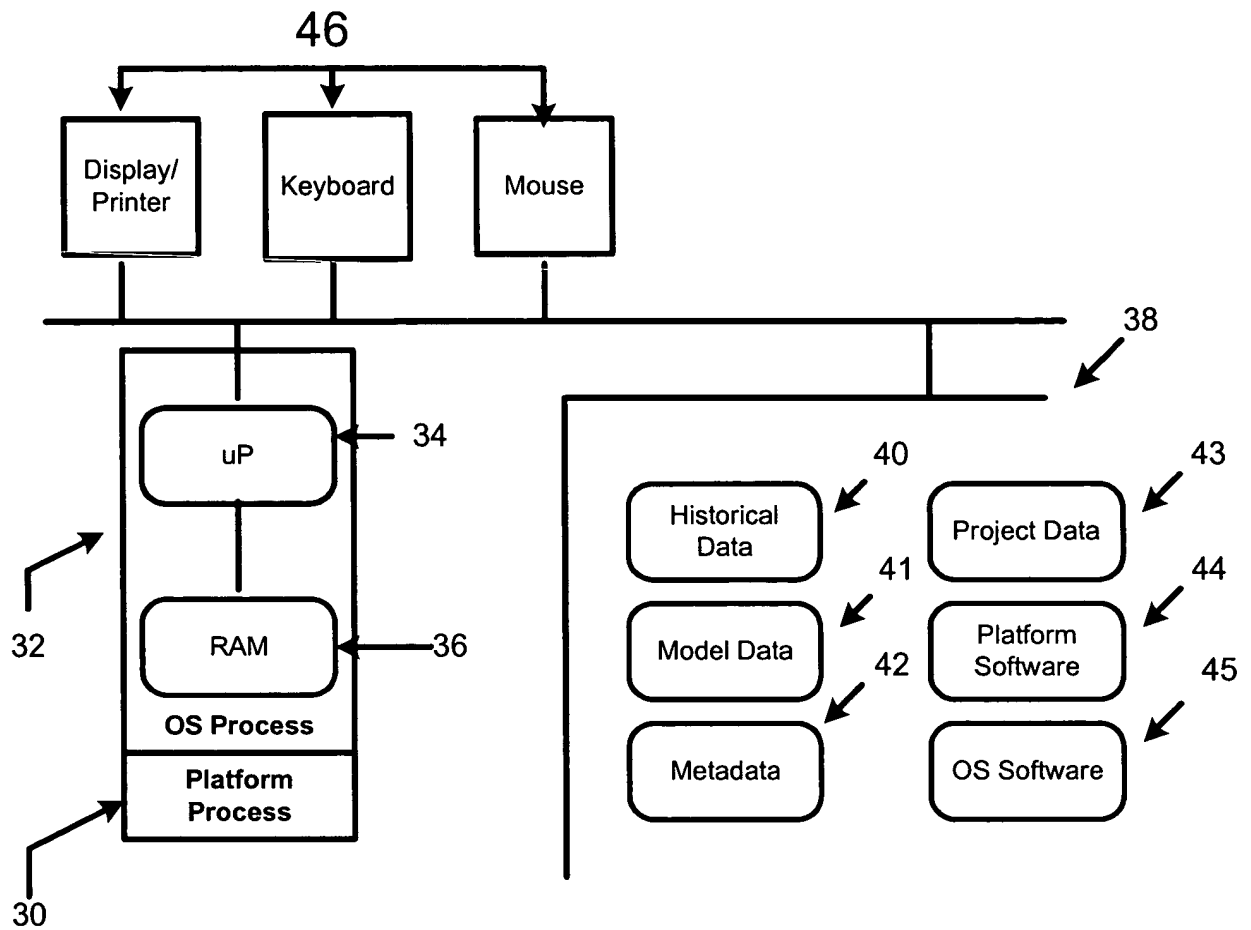 46
Display/
Printer
Keyboard
Mouse
38
uP
34
40
43
Historical
Data
Project Data
41
44
32
RAM
36
Model Data
Platform
Software
42
45
OS Process
Metadata
OS Software
Platform
Process
30